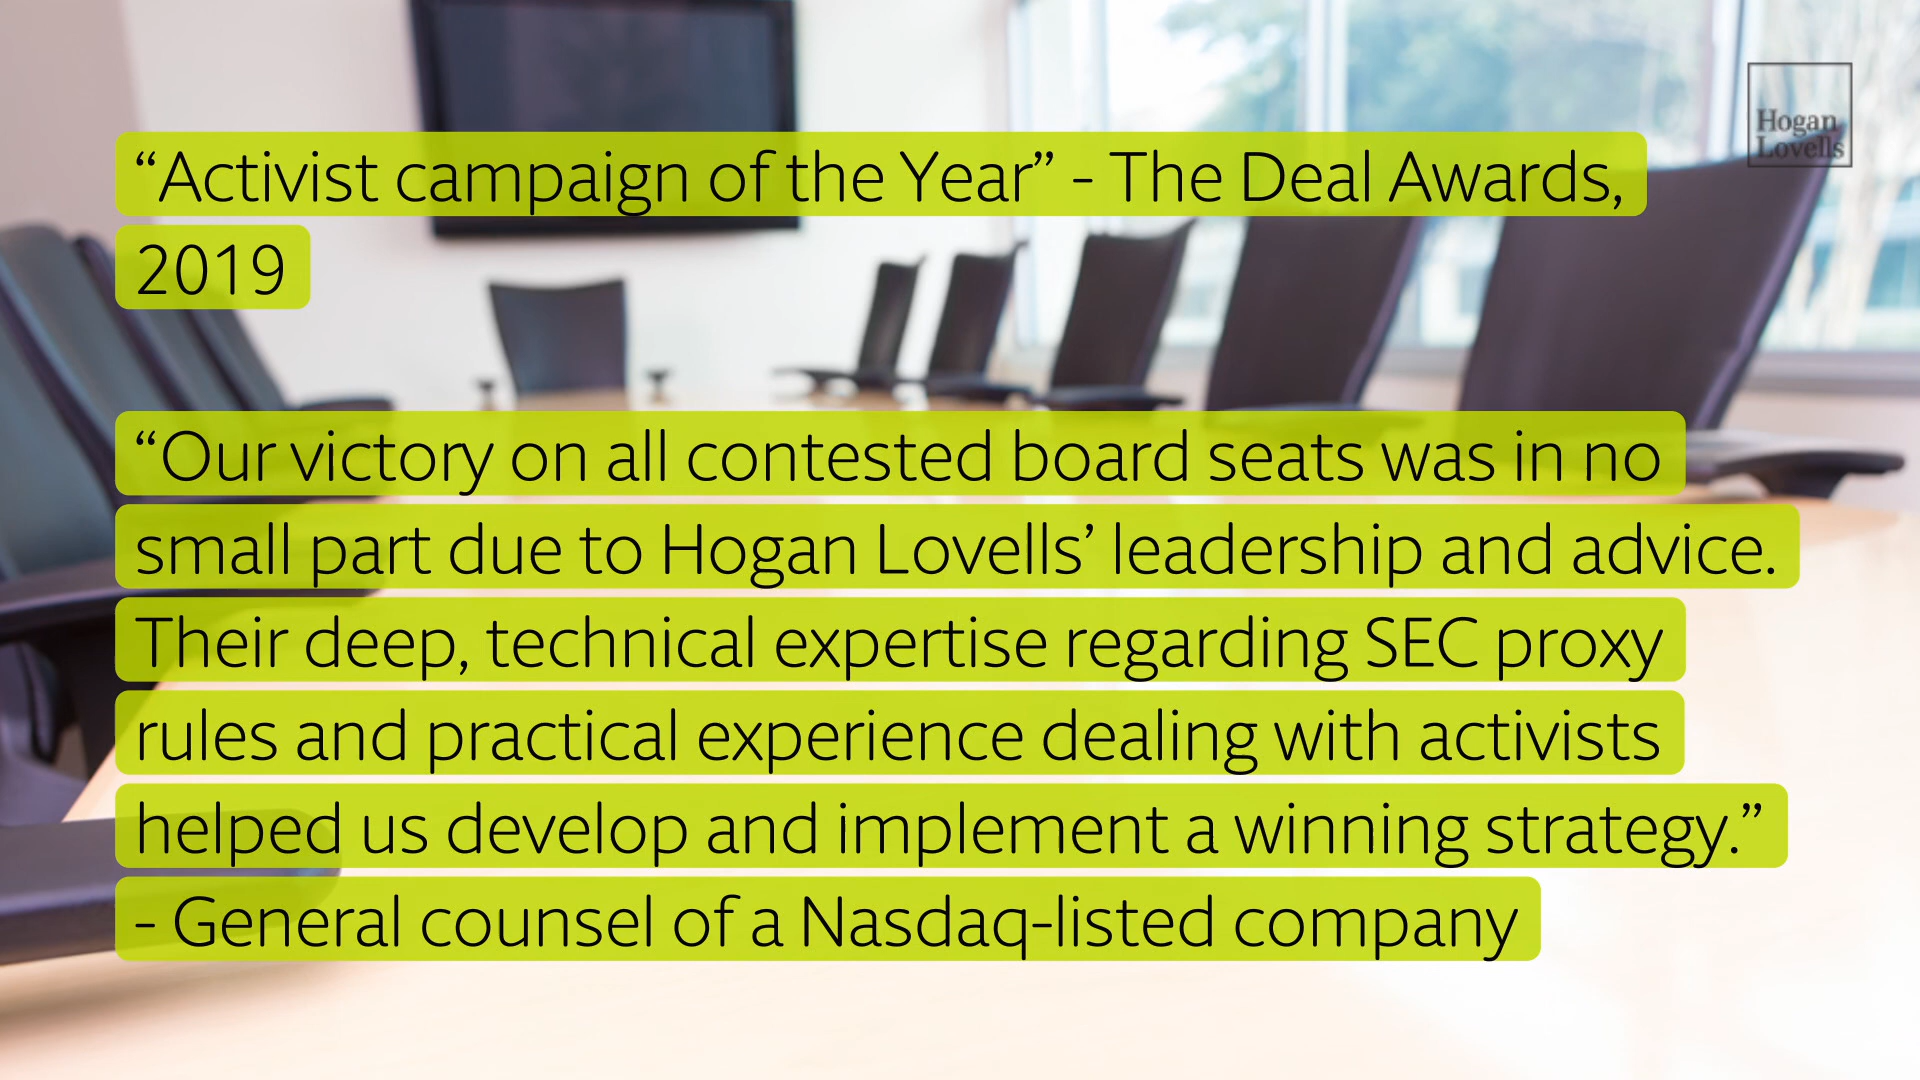 Hogan
Lovells
“Activist campaign of the Year” - The Deal Awards,
2019
“Our victory on all contested board seats was in no
small part due to Hogan Lovells’ leadership and advice.
Their deep, technical expertise regarding SEC proxy
rules and practical experience dealing with activists
helped us develop and implement a winning strategy.”
- General counsel of a Nasdaq-listed company